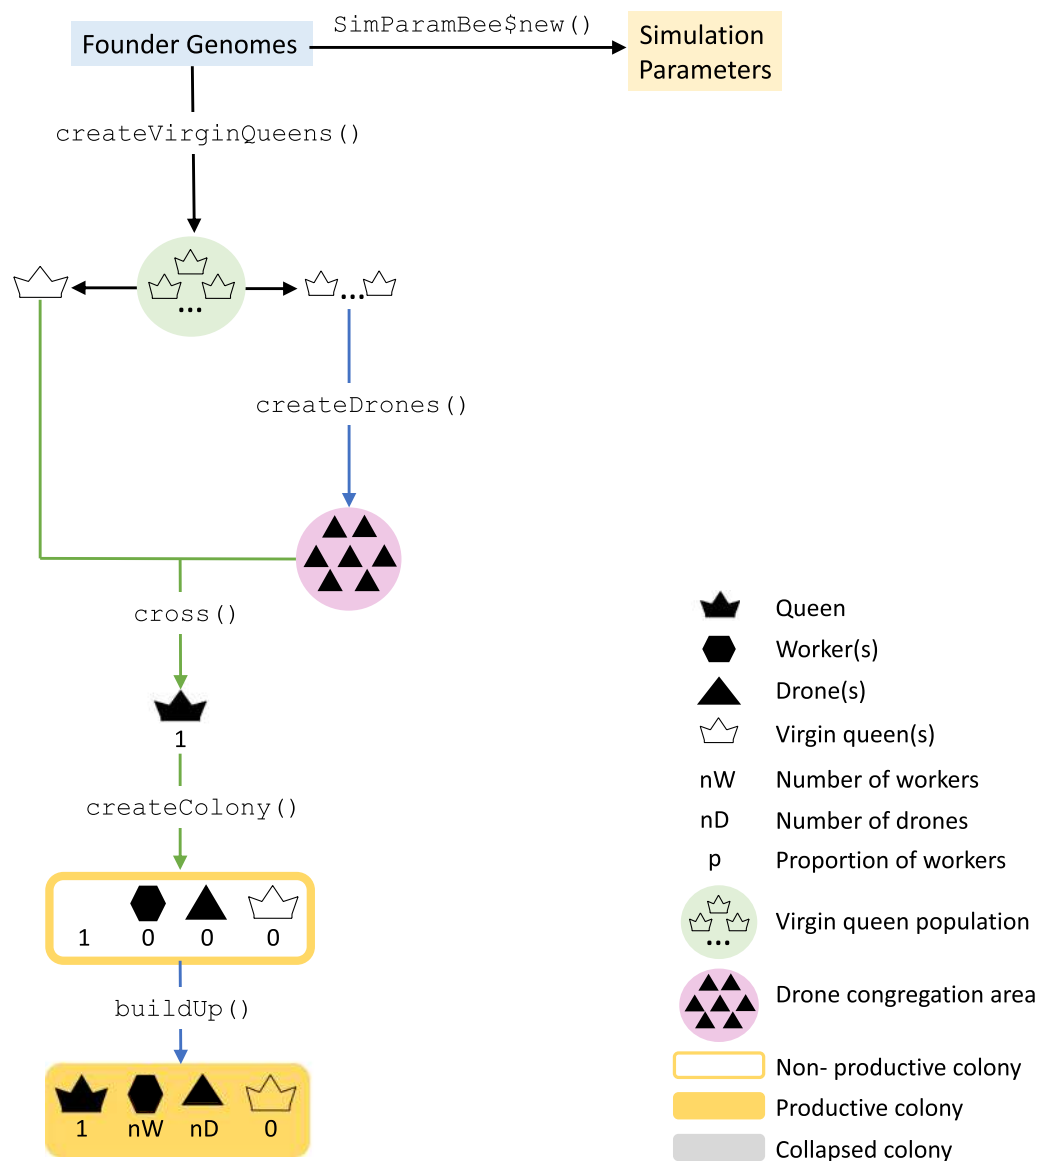 SimParamBee$new()
Founder Genomes
Simulation
Parameters
createVirginQueens()
...
...
createDrones()
cross()
1
createColony()
1 0 0 0
buildUp()
1 nW nD 0
Queen
Worker(s)
Drone(s)
Virgin queen(s)
nW Number of workers
nD Number of drones
p Proportion of workers
... Virgin queen population
Drone congregation area
Non- productive colony
Productive colony
Collapsed colony